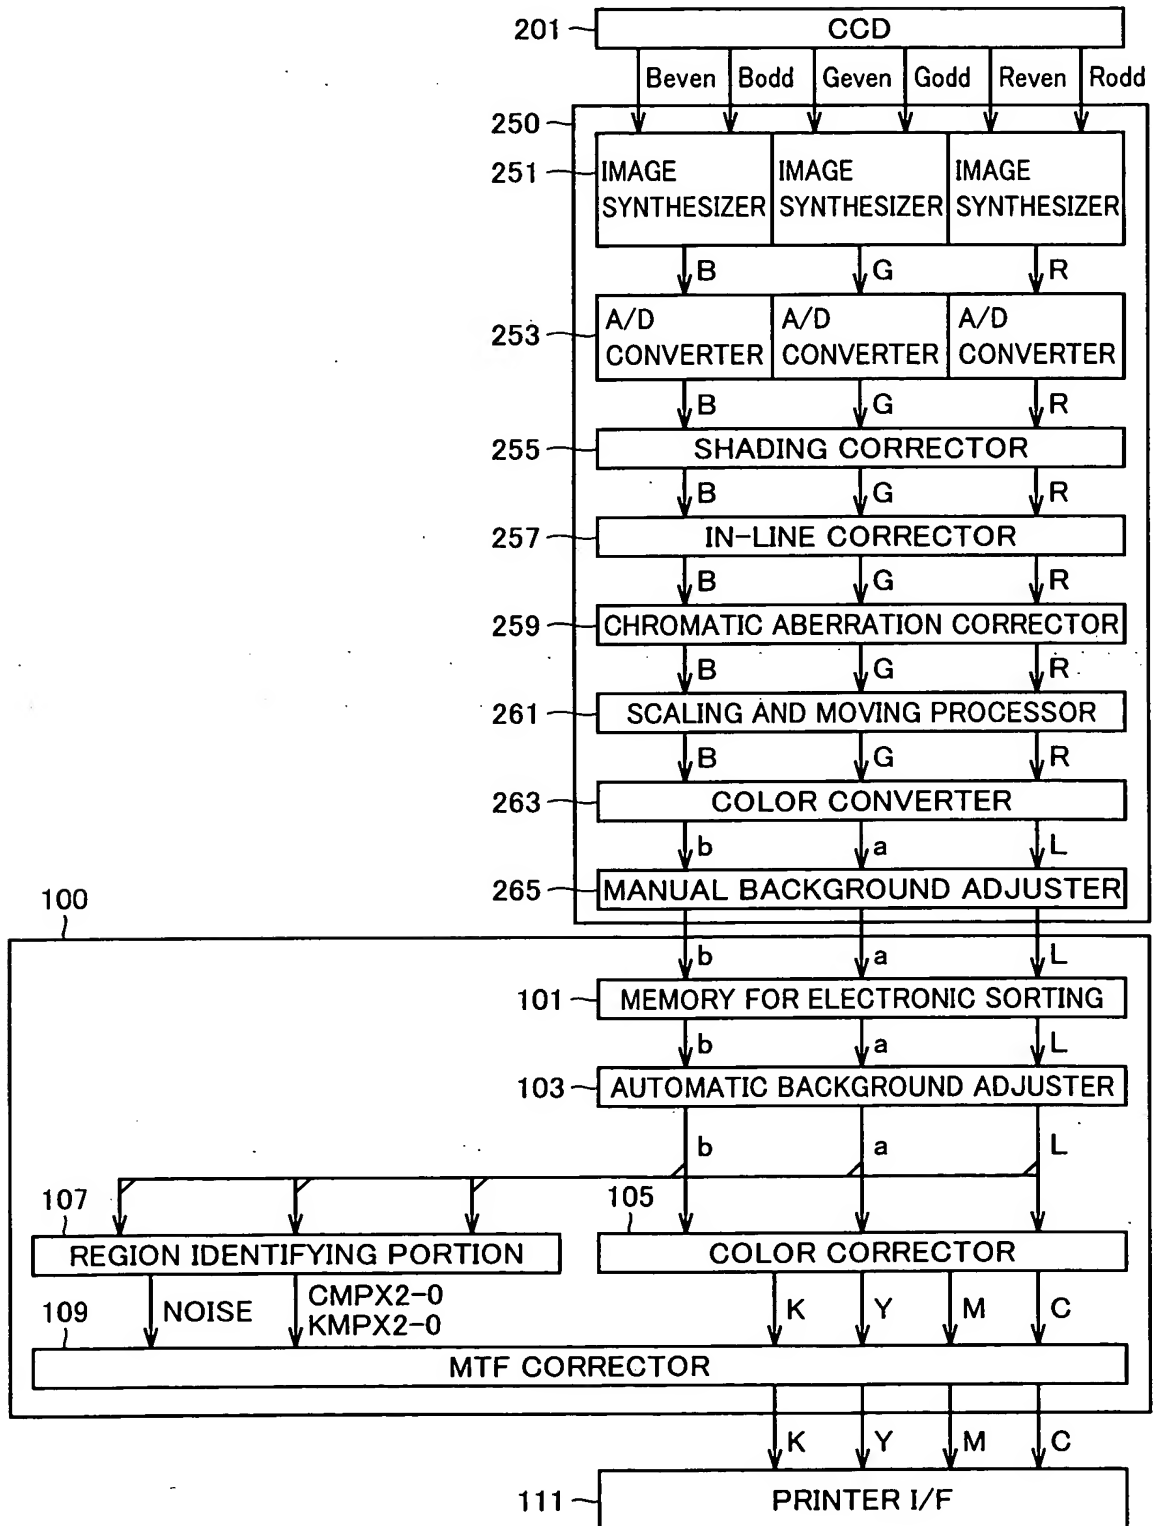 201 CCD
Beven Bodd Geven Godd Reven Rodd
250
251 IMAGE SYNTHESIZER IMAGE SYNTHESIZER IMAGE SYNTHESIZER
B G R
253 A/D CONVERTER A/D CONVERTER A/D CONVERTER
B G R
255 SHADING CORRECTOR
B G R
257 IN-LINE CORRECTOR
B G R
259 CHROMATIC ABERRATION CORRECTOR
B G R
261 SCALING AND MOVING PROCESSOR
B G R
263 COLOR CONVERTER
b a L
265 MANUAL BACKGROUND ADJUSTER
100
b a L
101 MEMORY FOR ELECTRONIC SORTING
b a L
103 AUTOMATIC BACKGROUND ADJUSTER
b a L
107 105
REGION IDENTIFYING PORTION COLOR CORRECTOR
NOISE CMPX2-0 K Y M C
KMPX2-0
109
MTF CORRECTOR
K Y M C
111 PRINTER I/F